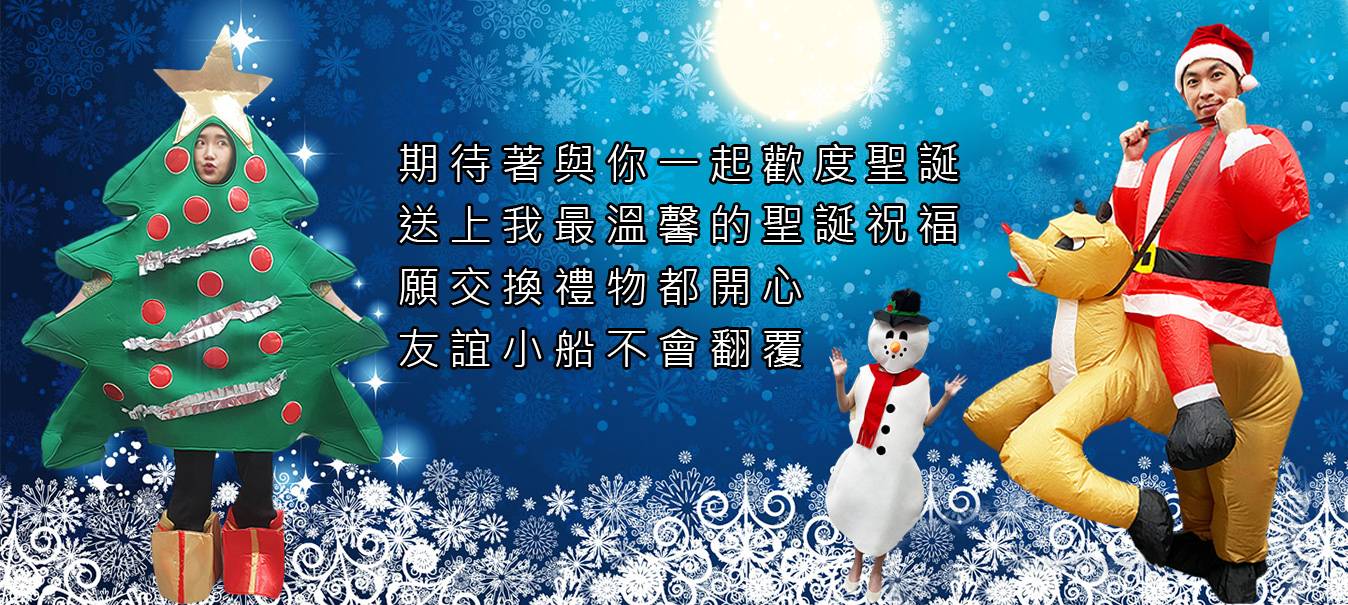 期待著與你一起歡度聖誕
送上我最溫馨的聖誕祝福
願交換禮物都開心
友誼小船不會翻覆